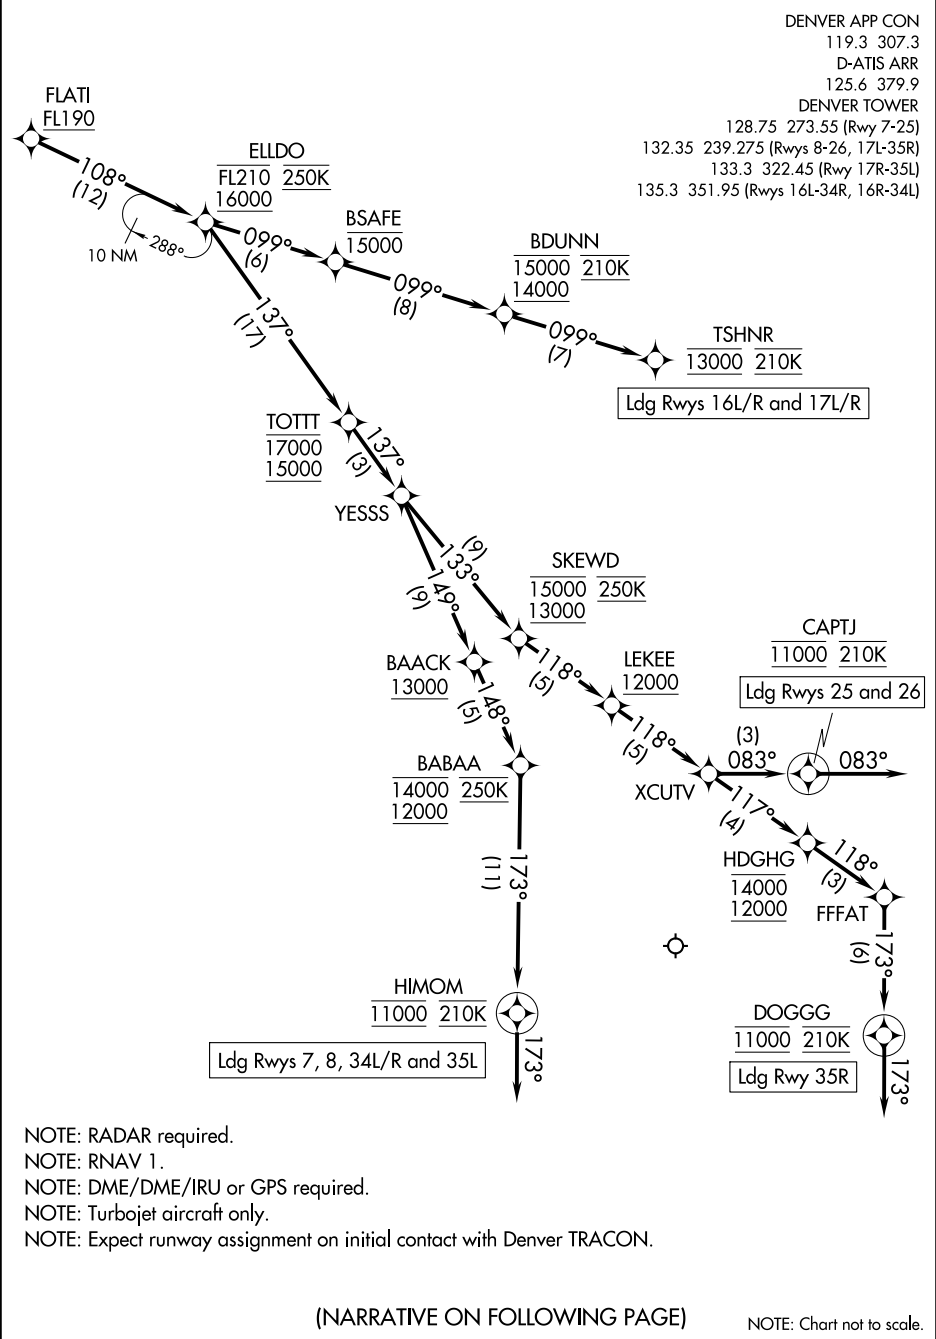 DENVER APP CON
119.3 307.3
D-ATIS ARR
125.6 379.9
DENVER TOWER
128.75 273.55 (Rwy 7-25)
132.35 239.275 (Rwys 8-26, 17L-35R)
133.3 322.45 (Rwy 17R-35L)
135.3 351.95 (Rwys 16L-34R, 16R-34L)
FLATI
FL190
108°
(12)
ELLDO
FL210 250K
16000
10 NM
288°
099°
(6)
BSAFE
15000
099°
(8)
BDUNN
15000 210K
14000
099°
(7)
TSHNR
13000 210K
Ldg Rwys 16L/R and 17L/R
137°
(17)
TOTTT
17000
15000
137°
(3)
YESSS
(9)
133°
149°
(9)
SKEWD
15000 250K
13000
118°
(5)
BAACK
13000
148°
(5)
LEKEE
12000
118°
(5)
CAPTJ
11000 210K
Ldg Rwys 25 and 26
(3)
083°
083°
XCUTV
BABAA
14000 250K
12000
117°
(4)
HDGHG
14000
12000
118°
(3)
FFFAT
173°
(11)
173°
(6)
HIMOM
11000 210K
Ldg Rwys 7, 8, 34L/R and 35L
173°
DOGGG
11000 210K
Ldg Rwy 35R
173°
NOTE: RADAR required.
NOTE: RNAV 1.
NOTE: DME/DME/IRU or GPS required.
NOTE: Turbojet aircraft only.
NOTE: Expect runway assignment on initial contact with Denver TRACON.
(NARRATIVE ON FOLLOWING PAGE)
NOTE: Chart not to scale.